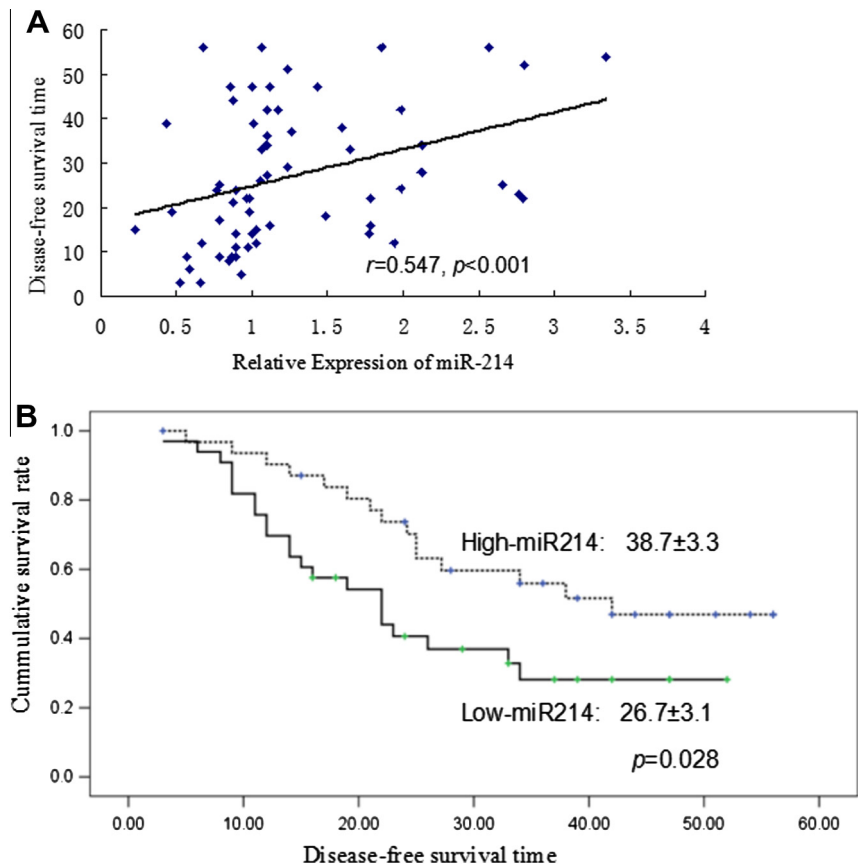 A
60
50
40
30
20
10
0
Disase-free survival time
r=0.547, p<0.001
0 0.5 1 1.5 2 2.5 3 3.5 4
Relative Expression of miR-214
B
1.0
0.8
0.6
0.4
0.2
0.0
Cummulative survival rate
High-miR214: 38.7±3.3
Low-miR214: 26.7±3.1
p=0.028
0.00 10.00 20.00 30.00 40.00 50.00 60.00
Disease-free survival time